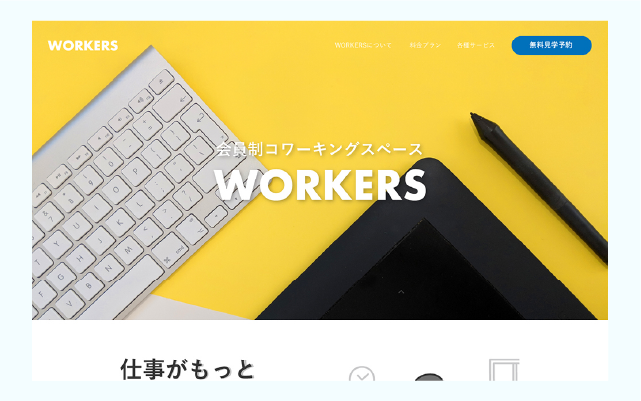 WORKERS
WORKERSについて
料金プラン
各種サービス
無料見学予約
会員制コワーキングスペース
WORKERS
仕事がもっと